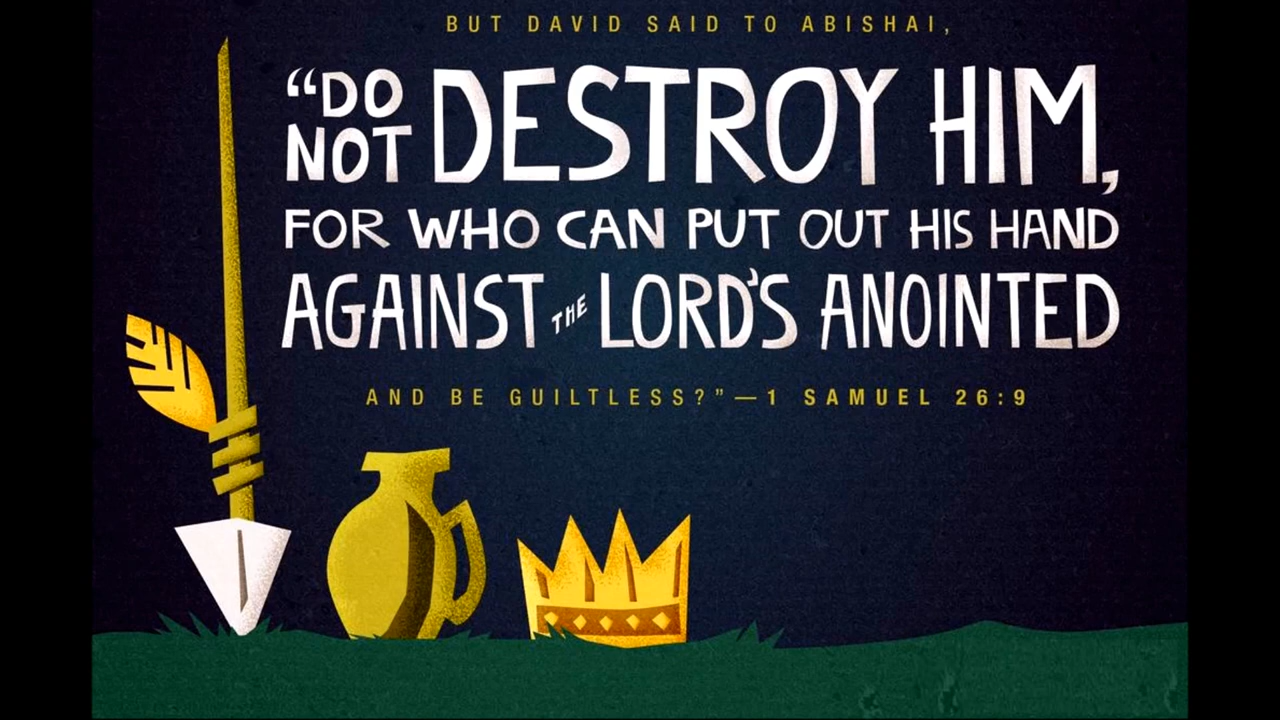 BUT DAVID SAID TO ABISHAI,
“DO NOT DESTROY HIM,
FOR WHO CAN PUT OUT HIS HAND
AGAINST THE LORD'S ANOINTED
AND BE GUILTLESS?”—1 SAMUEL 26:9